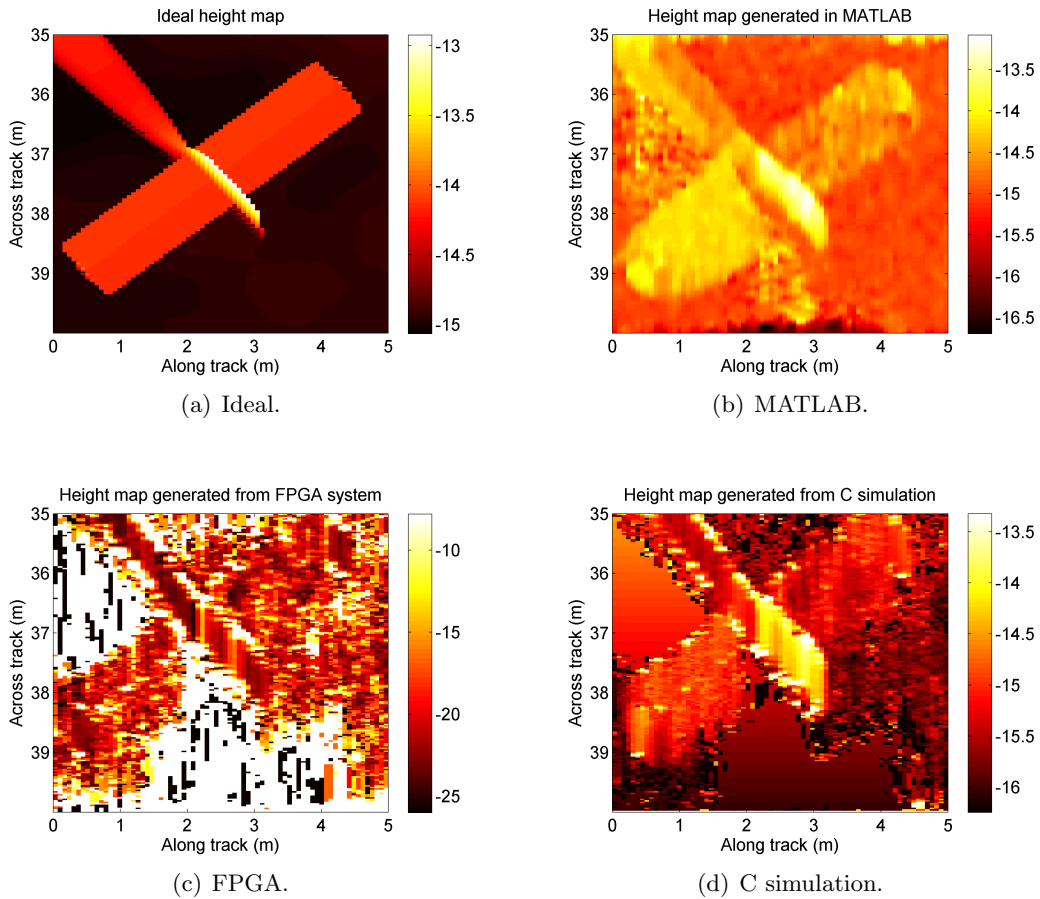 Ideal height map
35
36
37
38
39
0 1 2 3 4 5
Across track (m)
Along track (m)
-13
-13.5
-14
-14.5
-15
(a) Ideal.
Height map generated in MATLAB
35
36
37
38
39
0 1 2 3 4 5
Across track (m)
Along track (m)
-13.5
-14
-14.5
-15
-15.5
-16
-16.5
(b) MATLAB.
Height map generated from FPGA system
35
36
37
38
39
0 1 2 3 4 5
Across track (m)
Along track (m)
-10
-15
-20
-25
(c) FPGA.
Height map generated from C simulation
35
36
37
38
39
0 1 2 3 4 5
Across track (m)
Along track (m)
-13.5
-14
-14.5
-15
-15.5
-16
(d) C simulation.